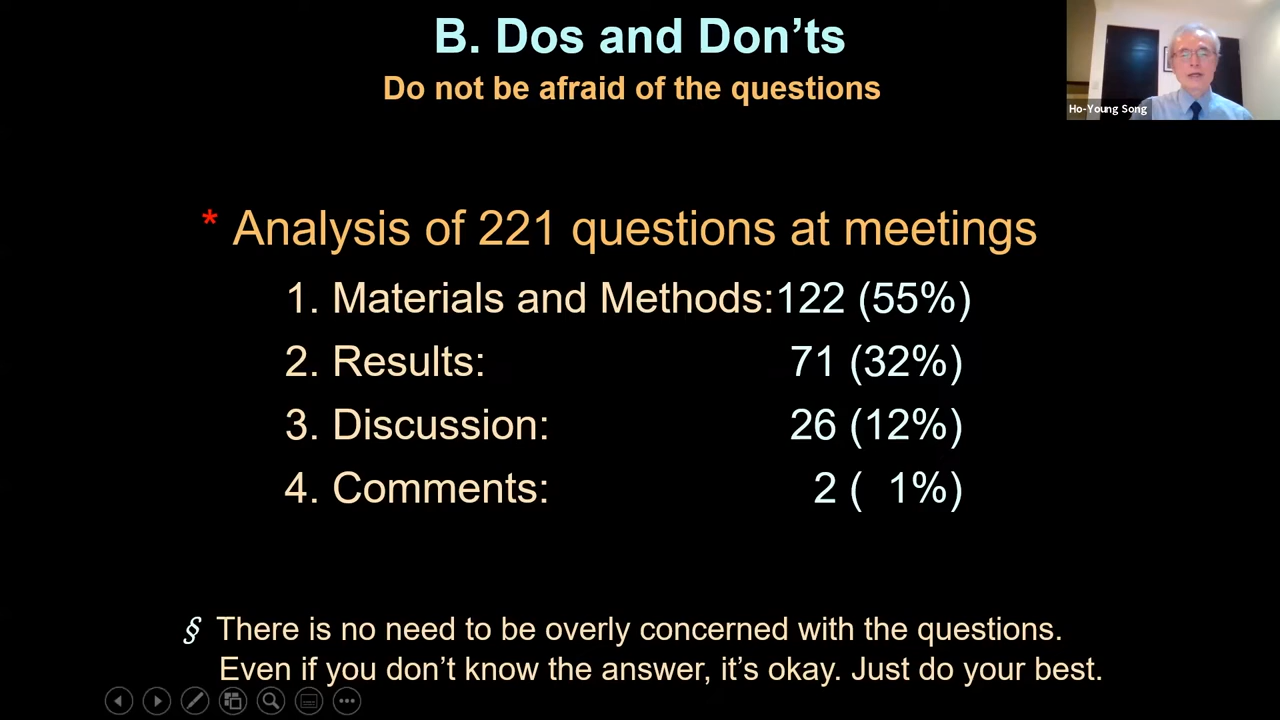 B. Dos and Don'ts
Do not be afraid of the questions
Ho-Young Song
* Analysis of 221 questions at meetings
1. Materials and Methods: 122 (55%)
2. Results: 71 (32%)
3. Discussion: 26 (12%)
4. Comments: 2 ( 1%)
§ There is no need to be overly concerned with the questions.
Even if you don't know the answer, it's okay. Just do your best.